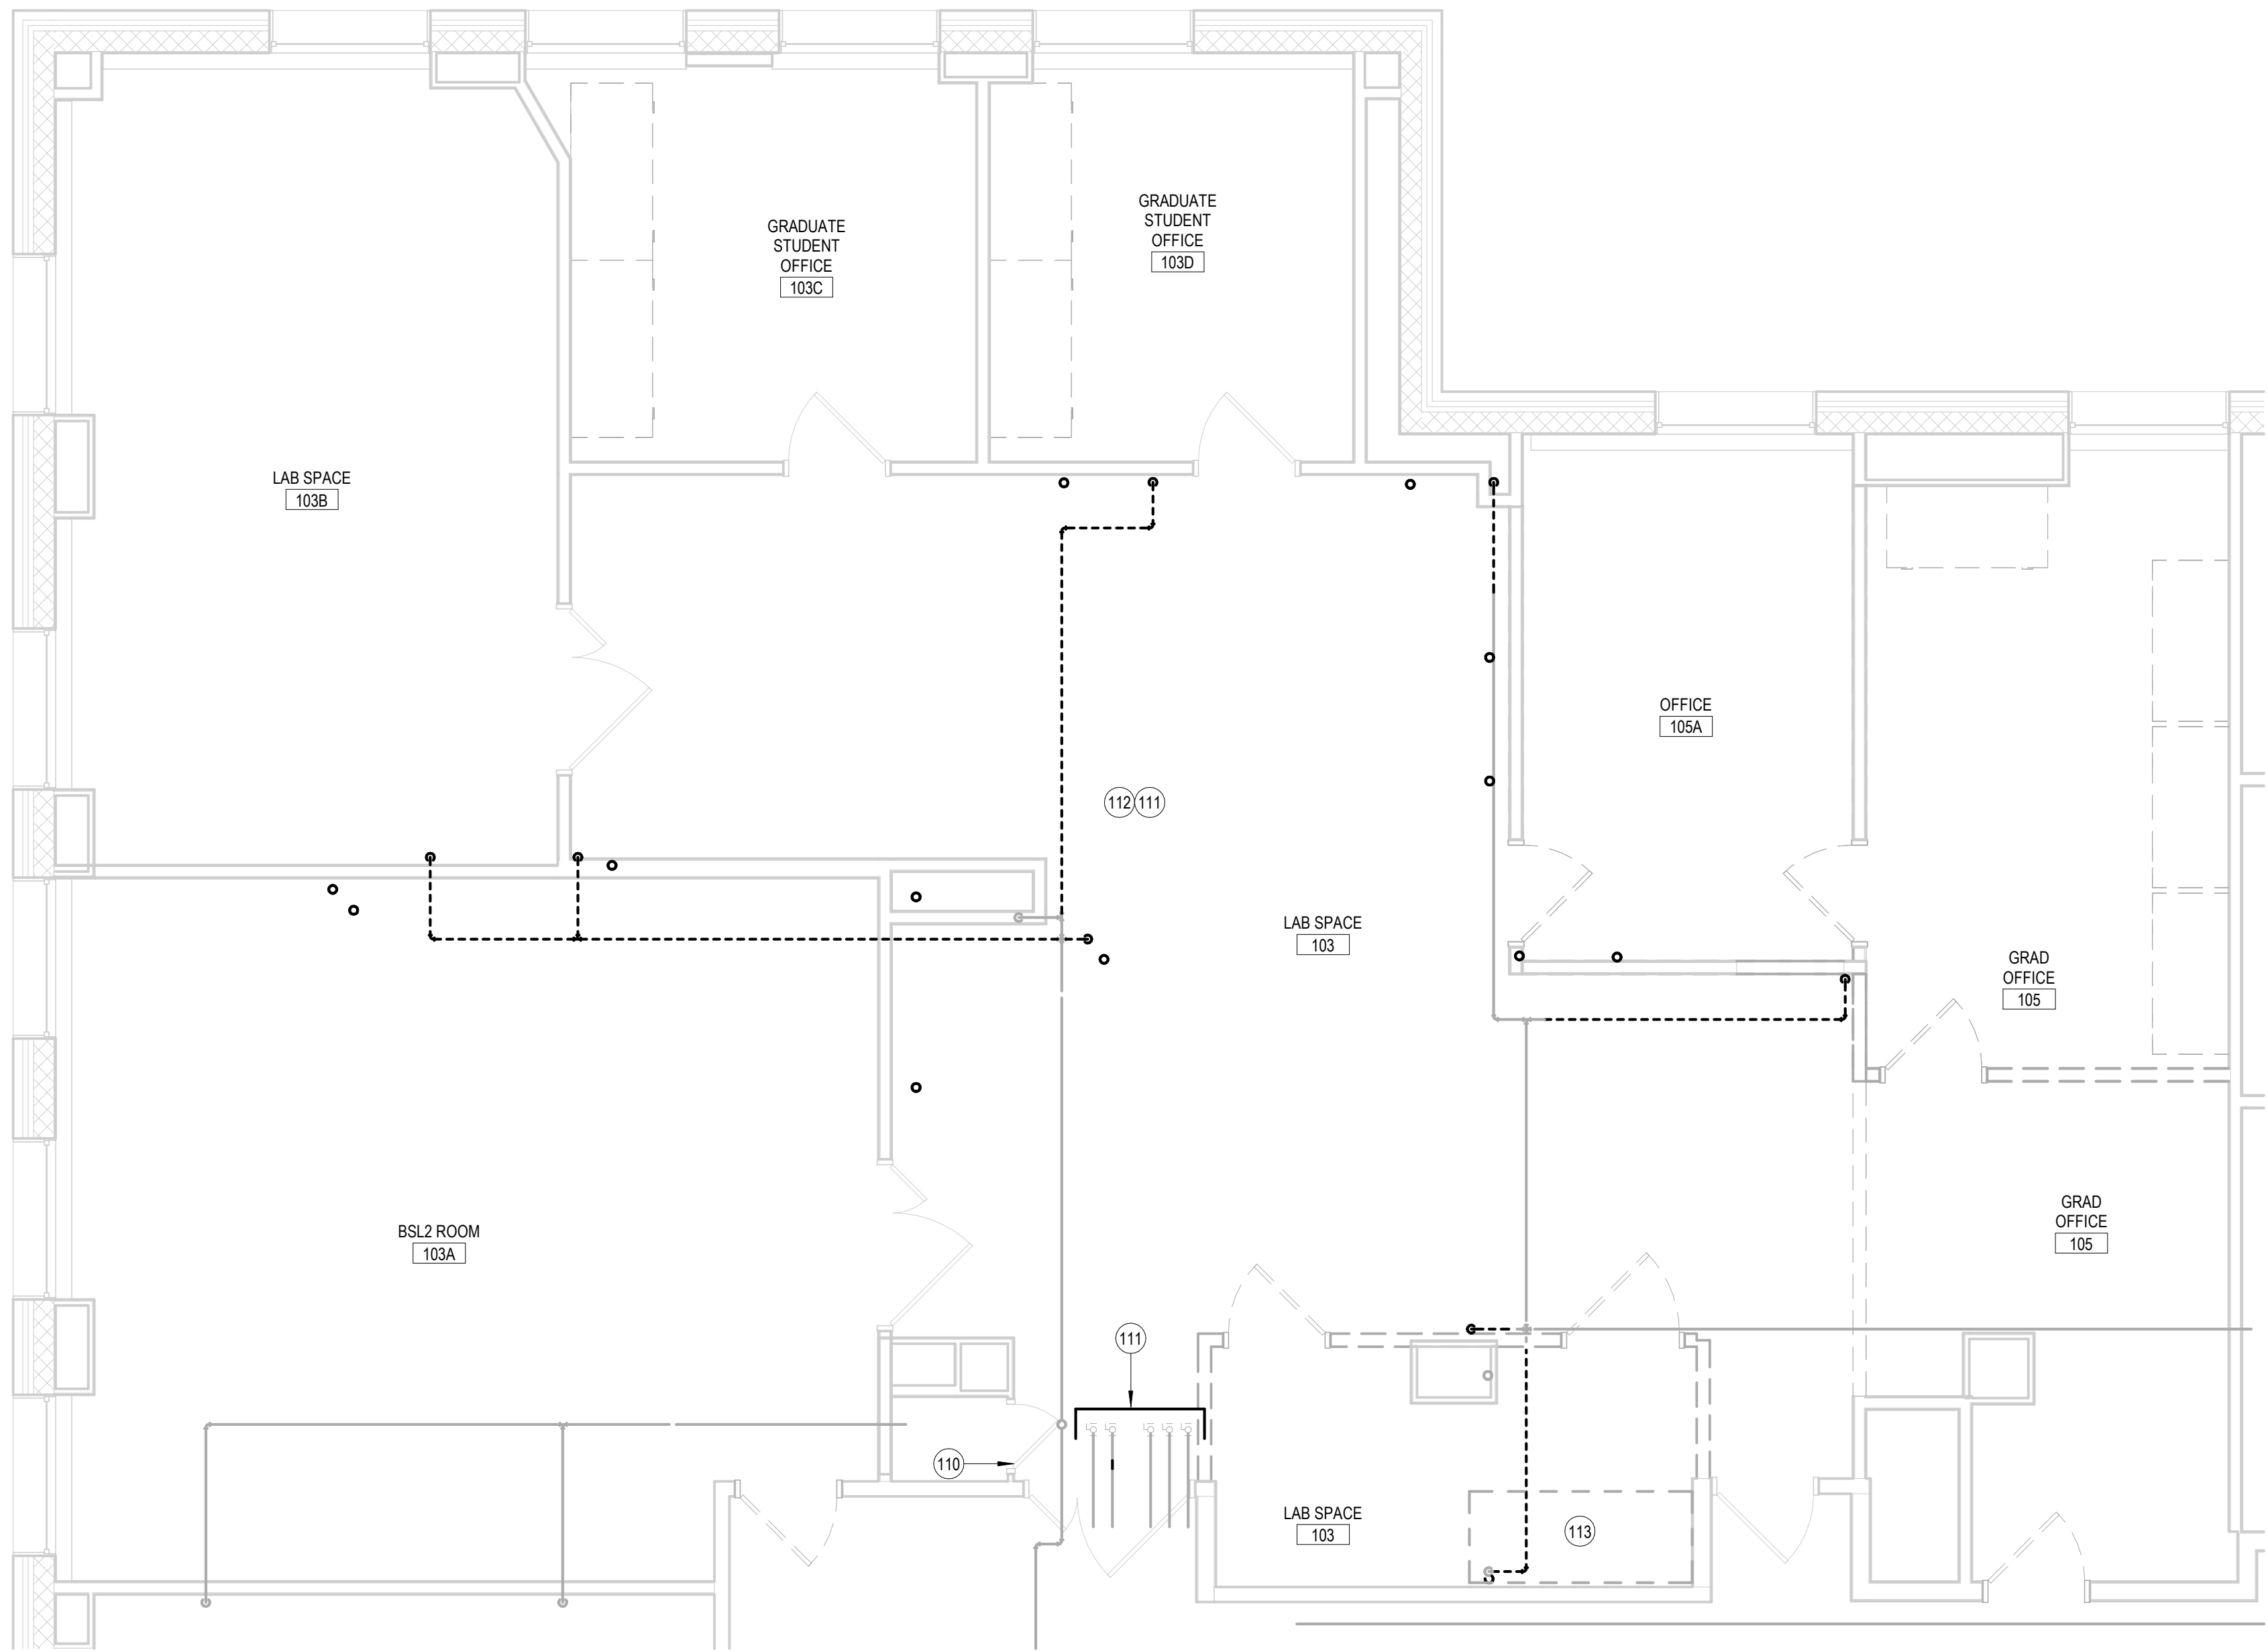 GRADUATE
STUDENT
OFFICE
103D
GRADUATE
STUDENT
OFFICE
103C
LAB SPACE
103B
OFFICE
105A
112 111
LAB SPACE
103
GRAD
OFFICE
105
BSL2 ROOM
103A
GRAD
OFFICE
105
111
110
LAB SPACE
103
113